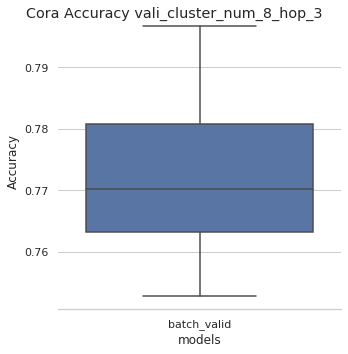 Cora Accuracy vali_cluster_num_8_hop_3
0.79
0.78
0.77
0.76
Accuracy
batch_valid
models